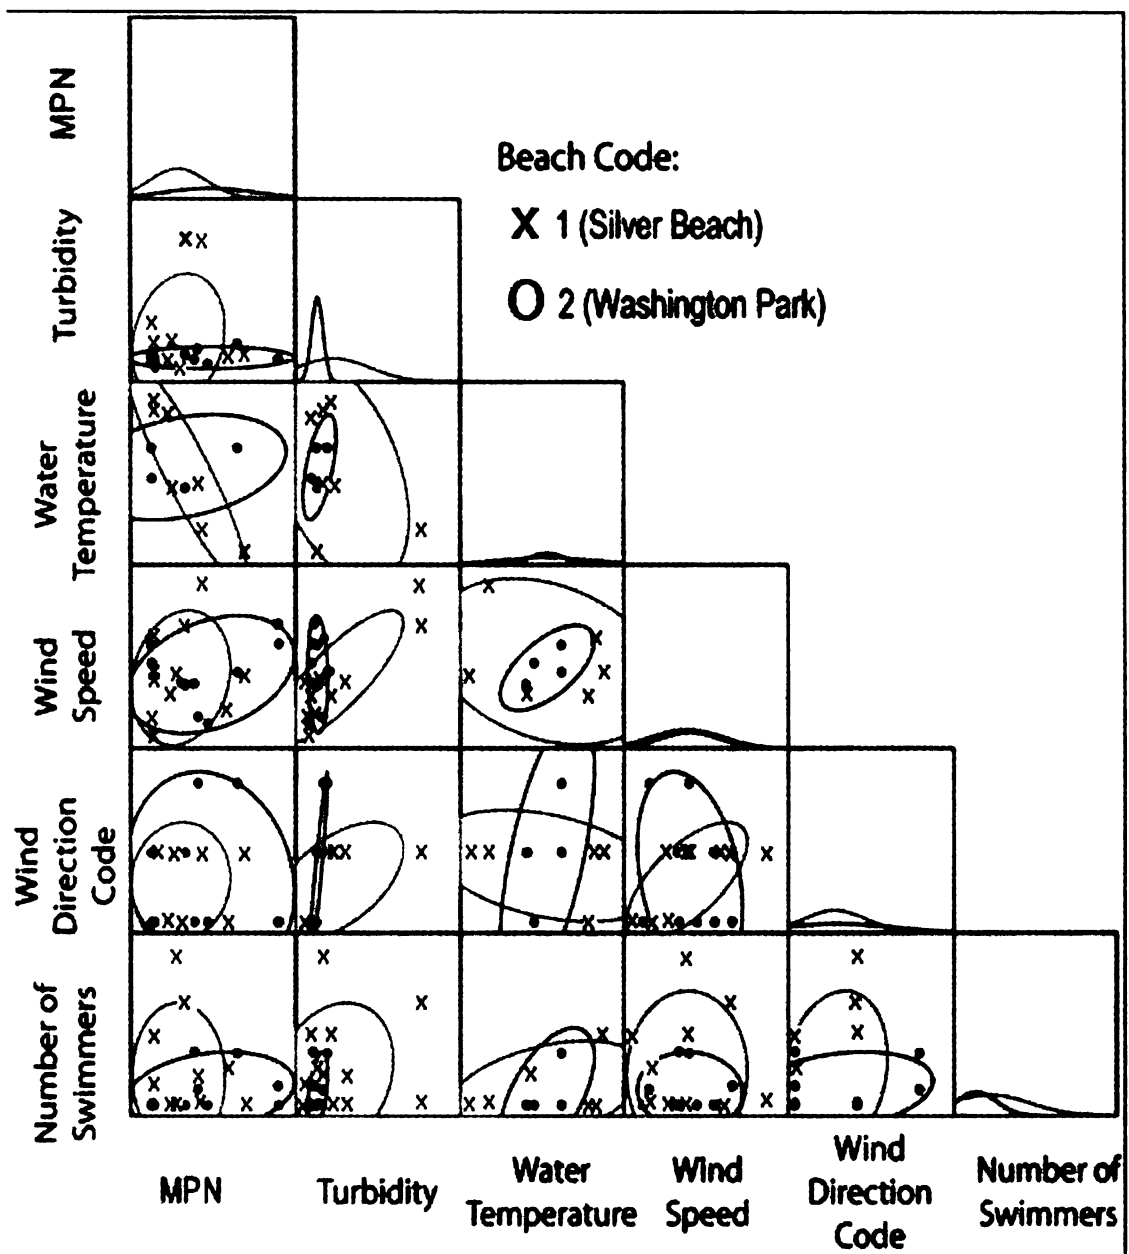 MPN
Beach Code:
X 1 (Silver Beach)
O 2 (Washington Park)
Turbidity
Water
Temperature
Wind
Speed
Wind
Direction
Code
Number of
Swimmers
MPN
Turbidity
Water
Temperature
Wind
Speed
Wind
Direction
Code
Number of
Swimmers